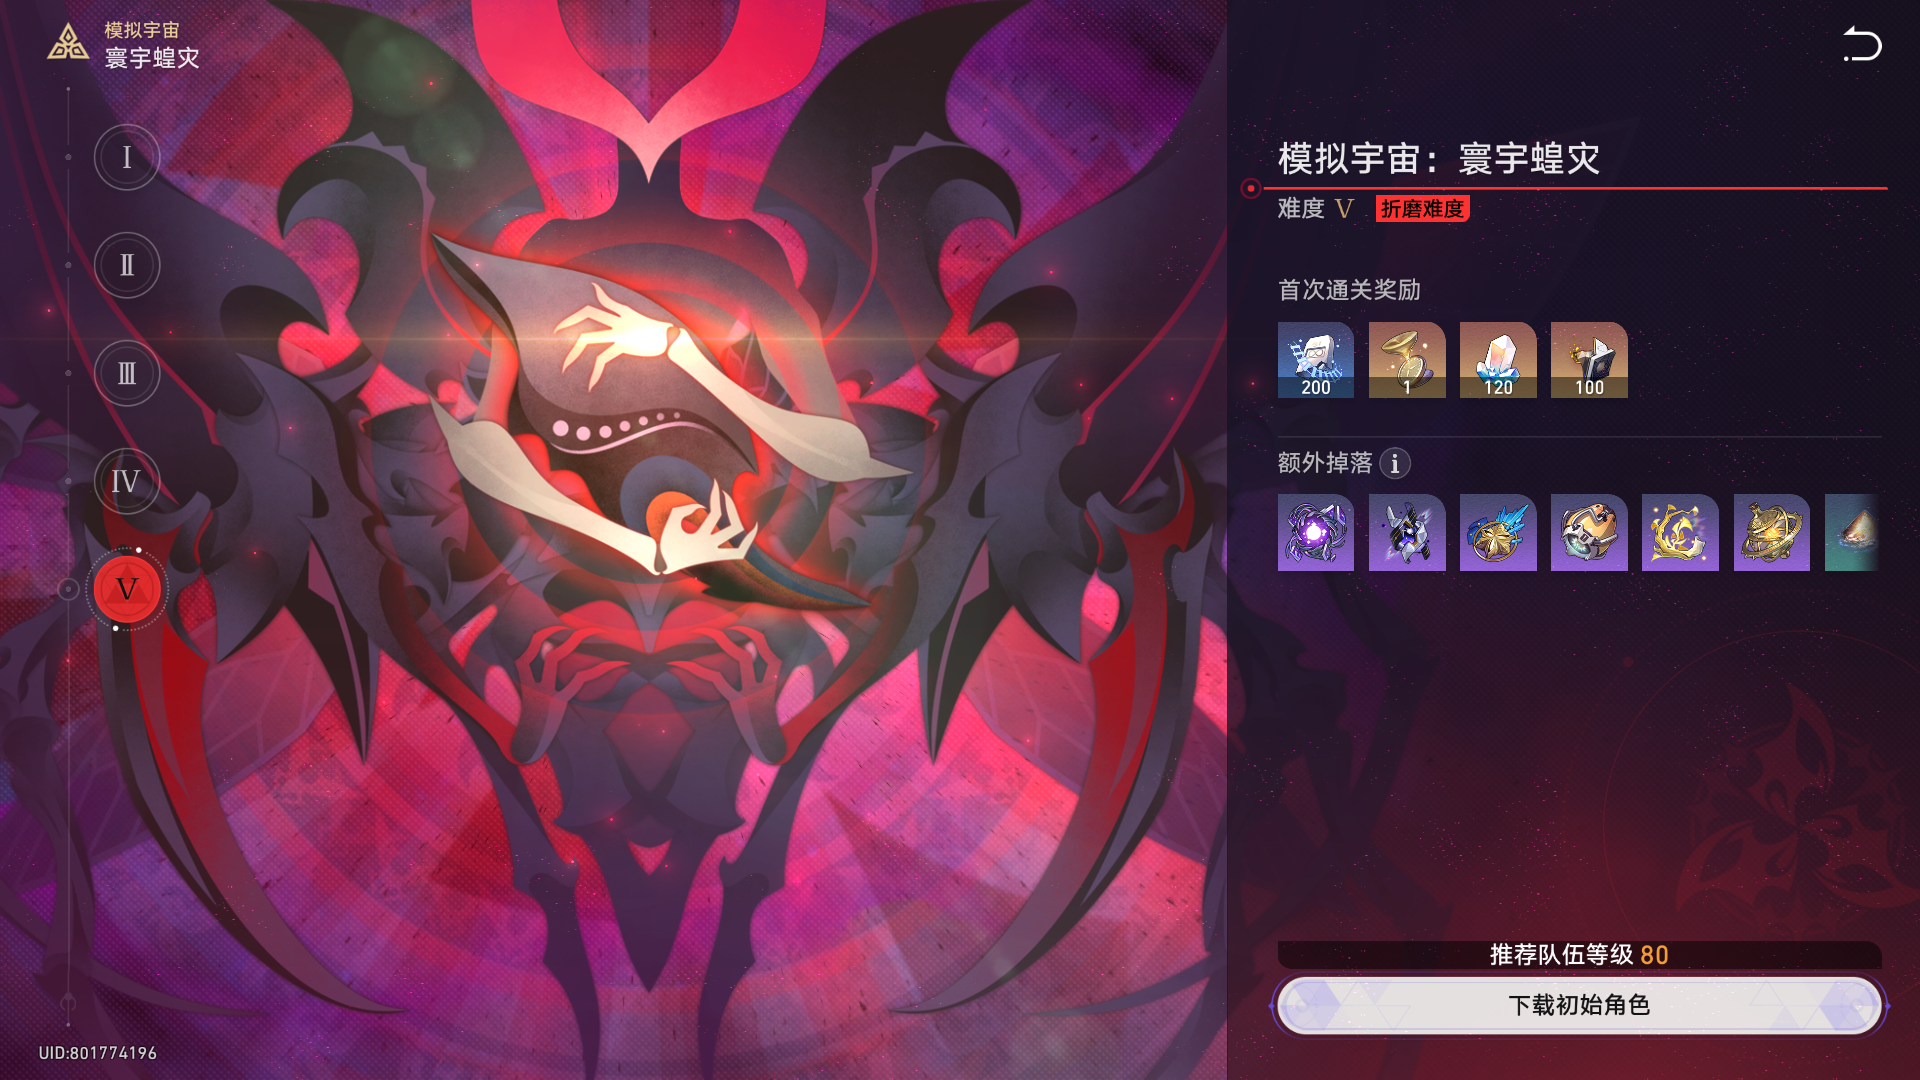 模拟宇宙
寰宇蝗灾
I
II
III
IV
V
模拟宇宙：寰宇蝗灾
难度 V 折磨难度
首次通关奖励
200 1 120 100
额外掉落 i
推荐队伍等级 80
下载初始角色
UID:801774196